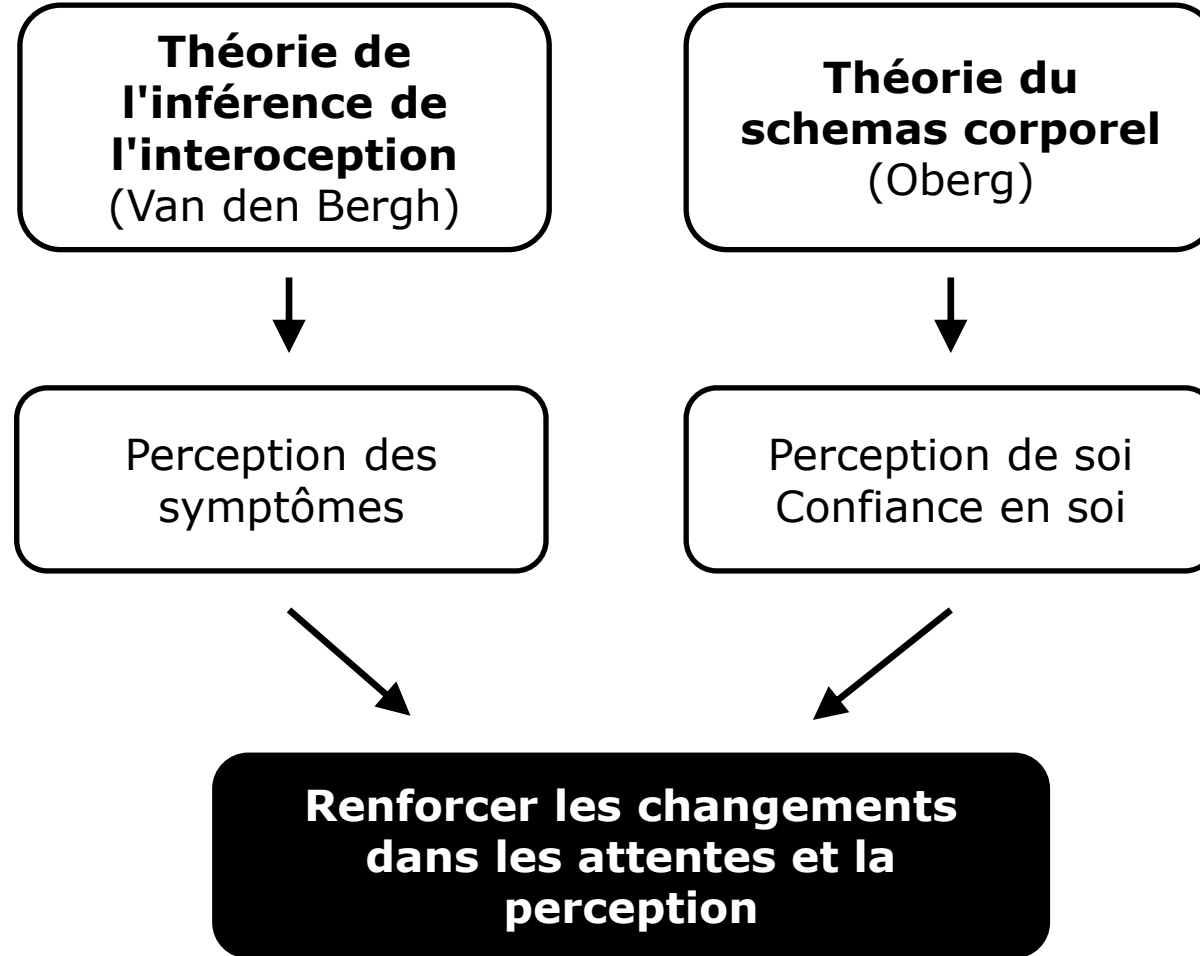 Théorie de
l'inférence de
l'interoception
(Van den Bergh)
Théorie du
schemas corporel
(Oberg)
Perception des
symptômes
Perception de soi
Confiance en soi
Renforcer les changements
dans les attentes et la
perception